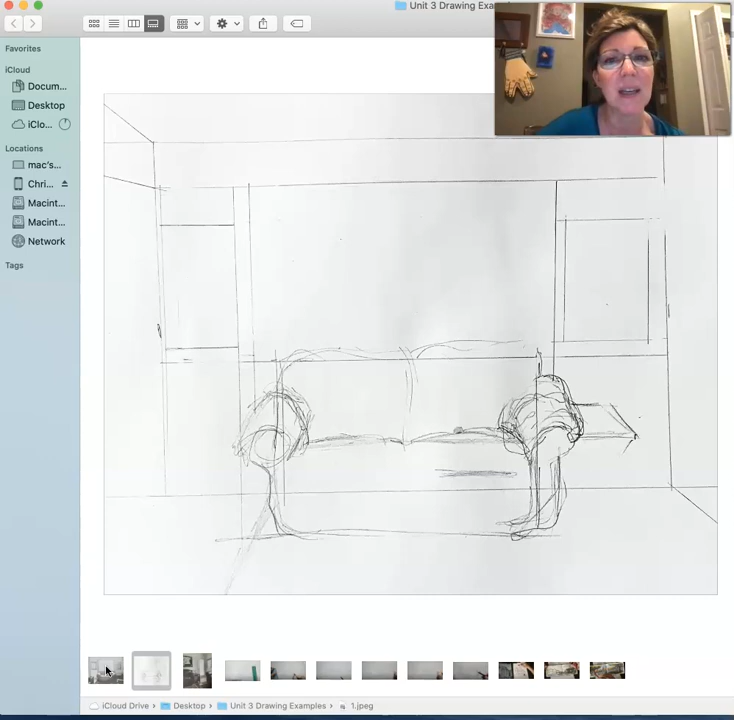 Unit 3 Drawing Exam
Favorites
iCloud
Docum...
Desktop
iClo...
Locations
mac's...
Chri...
Macint...
Macint...
Network
Tags
iCloud Drive › Desktop › Unit 3 Drawing Examples › 1.jpeg